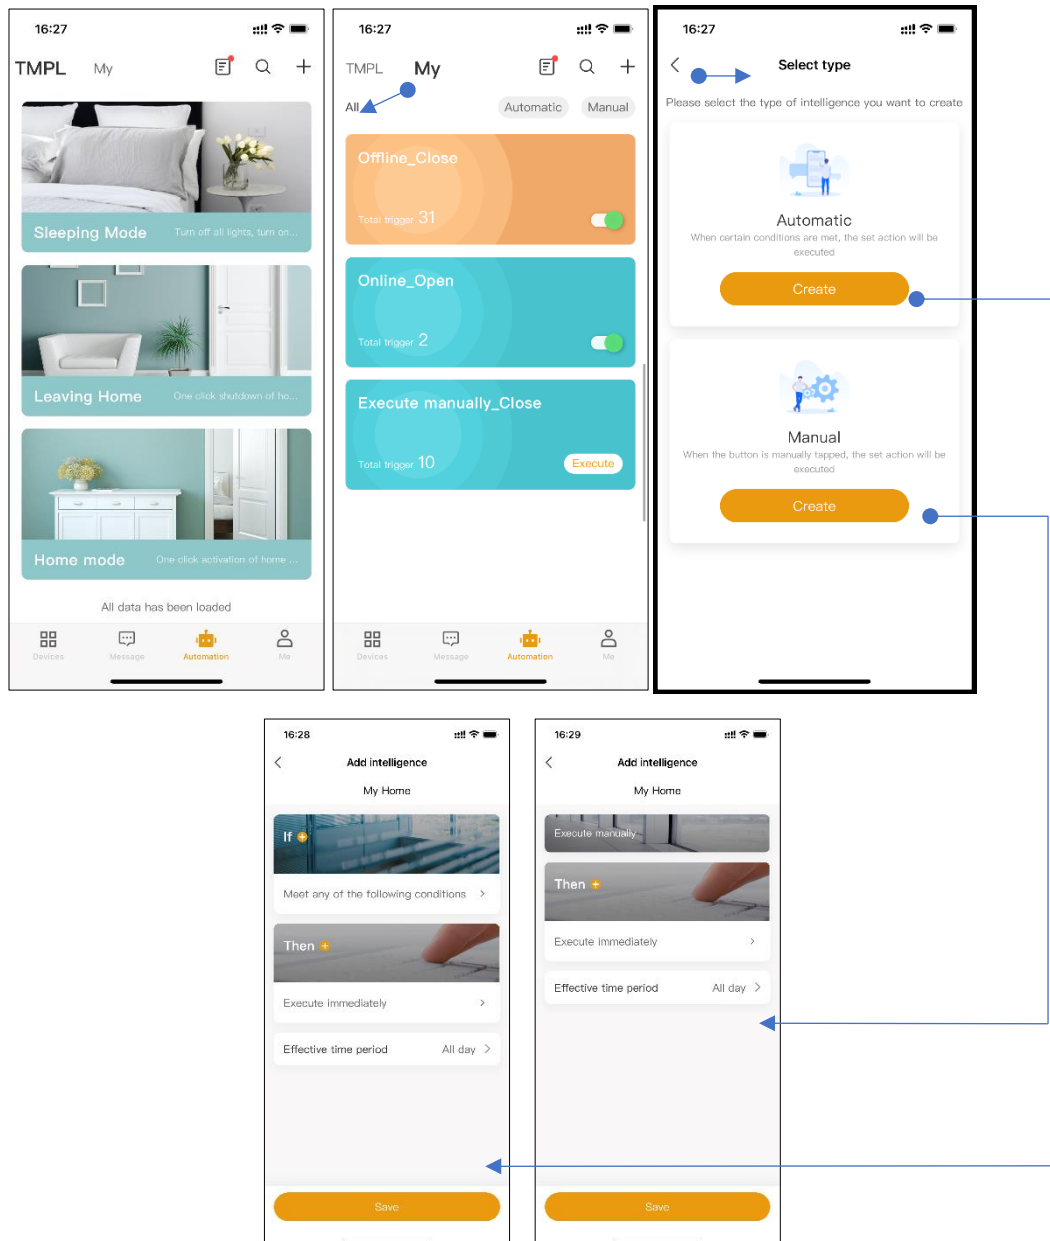 16:27
TMPL My
Sleeping Mode Turn off all lights, turn on...
Leaving Home One click shutdown of ho...
Home mode One click activation of home ...
All data has been loaded
Devices Message Automation Me
16:27
TMPL My
All Automatic Manual
Offline_Close
Total trigger 31
Online_Open
Total trigger 2
Execute manually_Close
Total trigger 10 Execute
Devices Message Automation Me
16:27
Select type
Please select the type of intelligence you want to create
Automatic
When certain conditions are met, the set action will be
executed
Create
Manual
When the button is manually tapped, the set action will be
executed
Create
16:28
Add intelligence
My Home
If
Meet any of the following conditions
Then
Execute immediately
Effective time period All day
Save
16:29
Add intelligence
My Home
Execute manually
Then
Execute immediately
Effective time period All day
Save